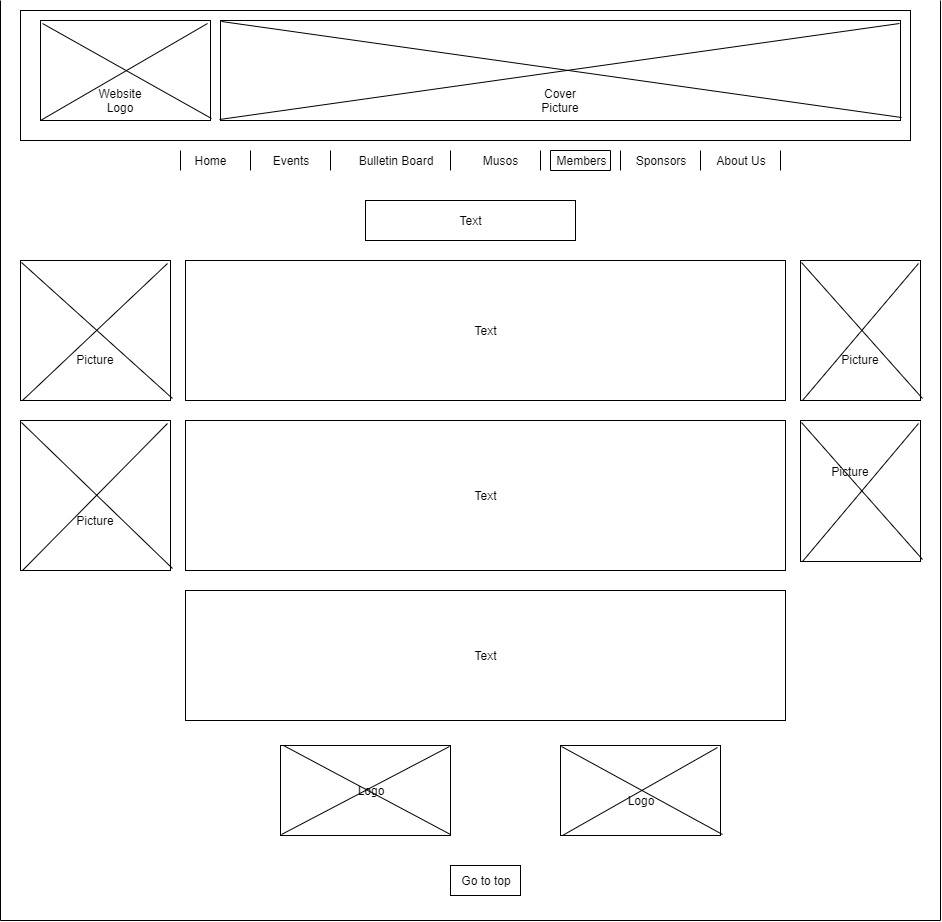 Website
Logo
Cover
Picture
Home Events Bulletin Board Musos Members Sponsors About Us
Text
Picture Text Picture
Picture Text Picture
Text
Logo Logo
Go to top